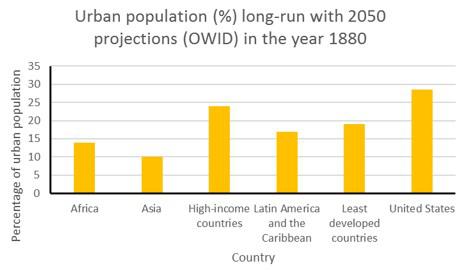 Urban population (%) long-run with 2050
projections (OWID) in the year 1880
Percentage of urban population
35
30
25
20
15
10
5
0
Africa
Asia
High-income
countries
Latin America
and the
Caribbean
Least
developed
countries
United States
Country